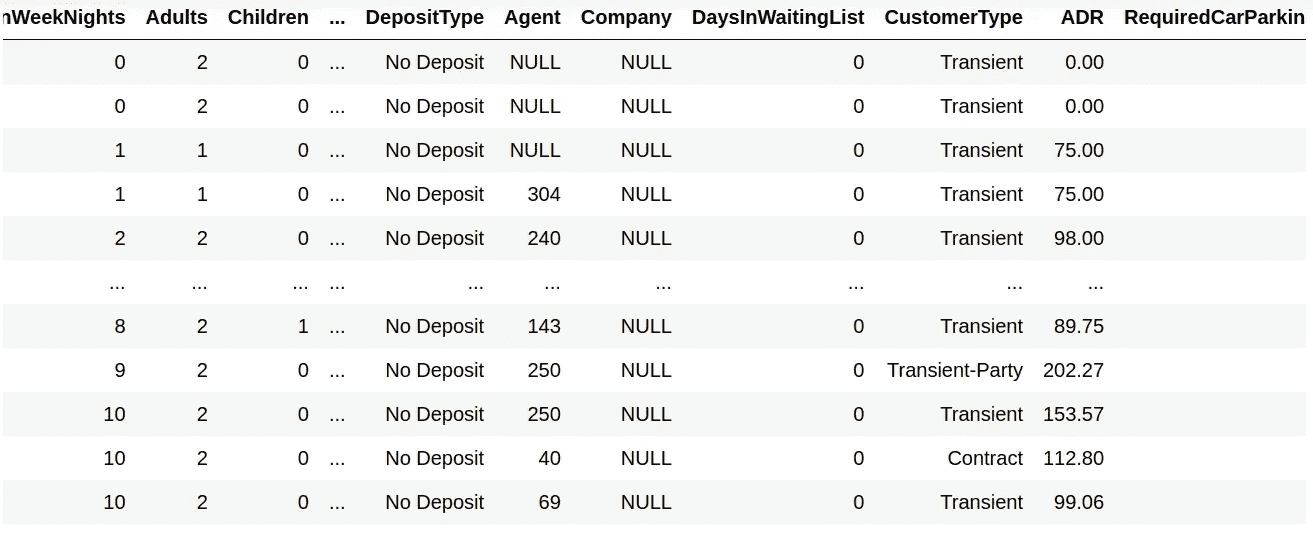 nWeekNights Adults Children ... DepositType Agent Company DaysInWaitingList CustomerType ADR RequiredCarParkin
0 2 0 ... No Deposit NULL NULL 0 Transient 0.00
0 2 0 ... No Deposit NULL NULL 0 Transient 0.00
1 1 0 ... No Deposit NULL NULL 0 Transient 75.00
1 1 0 ... No Deposit 304 NULL 0 Transient 75.00
2 2 0 ... No Deposit 240 NULL 0 Transient 98.00
... ... ... ... ... ... ... ... ... ...
8 2 1 ... No Deposit 143 NULL 0 Transient 89.75
9 2 0 ... No Deposit 250 NULL 0 Transient-Party 202.27
10 2 0 ... No Deposit 250 NULL 0 Transient 153.57
10 2 0 ... No Deposit 40 NULL 0 Contract 112.80
10 2 0 ... No Deposit 69 NULL 0 Transient 99.06